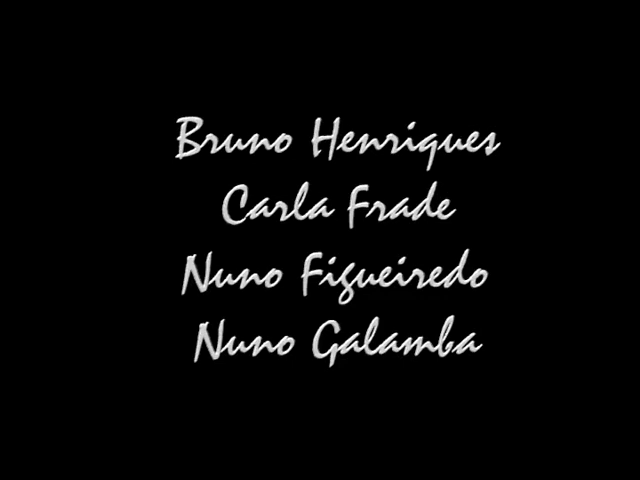 Bruno Henriques
Carla Frade
Nuno Figueiredo
Nuno Galamba